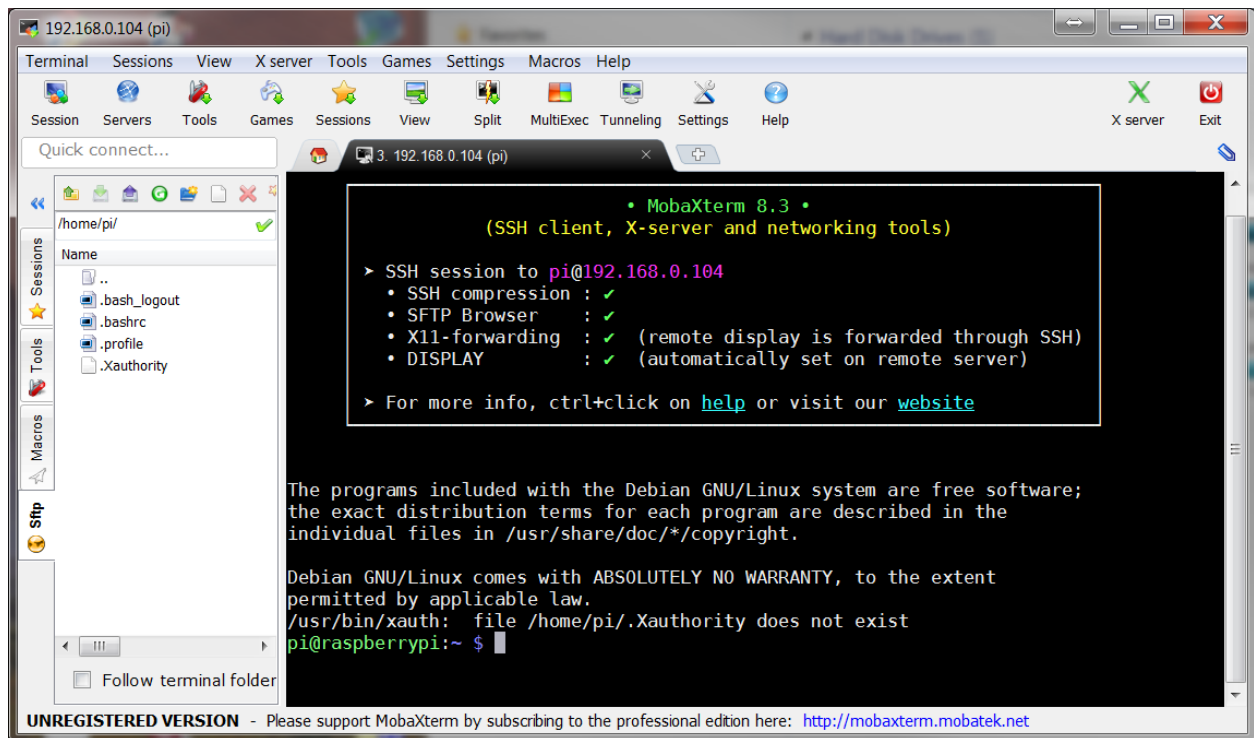 192.168.0.104 (pi)
Terminal Sessions View X server Tools Games Settings Macros Help
Session Servers Tools Games Sessions View Split MultiExec Tunneling Settings Help X server Exit
Quick connect...
3. 192.168.0.104 (pi)
/home/pi/
Name
..
.bash_logout
.bashrc
.profile
.Xauthority
Sessions
Tools
Macros
Sftp
Follow terminal folder
• MobaXterm 8.3 •
(SSH client, X-server and networking tools)
➤ SSH session to pi@192.168.0.104
• SSH compression : ✔
• SFTP Browser : ✔
• X11-forwarding : ✔ (remote display is forwarded through SSH)
• DISPLAY : ✔ (automatically set on remote server)
➤ For more info, ctrl+click on help or visit our website
The programs included with the Debian GNU/Linux system are free software;
the exact distribution terms for each program are described in the
individual files in /usr/share/doc/*/copyright.
Debian GNU/Linux comes with ABSOLUTELY NO WARRANTY, to the extent
permitted by applicable law.
/usr/bin/xauth:  file /home/pi/.Xauthority does not exist
pi@raspberrypi:~ $
UNREGISTERED VERSION - Please support MobaXterm by subscribing to the professional edition here: http://mobaxterm.mobatek.net